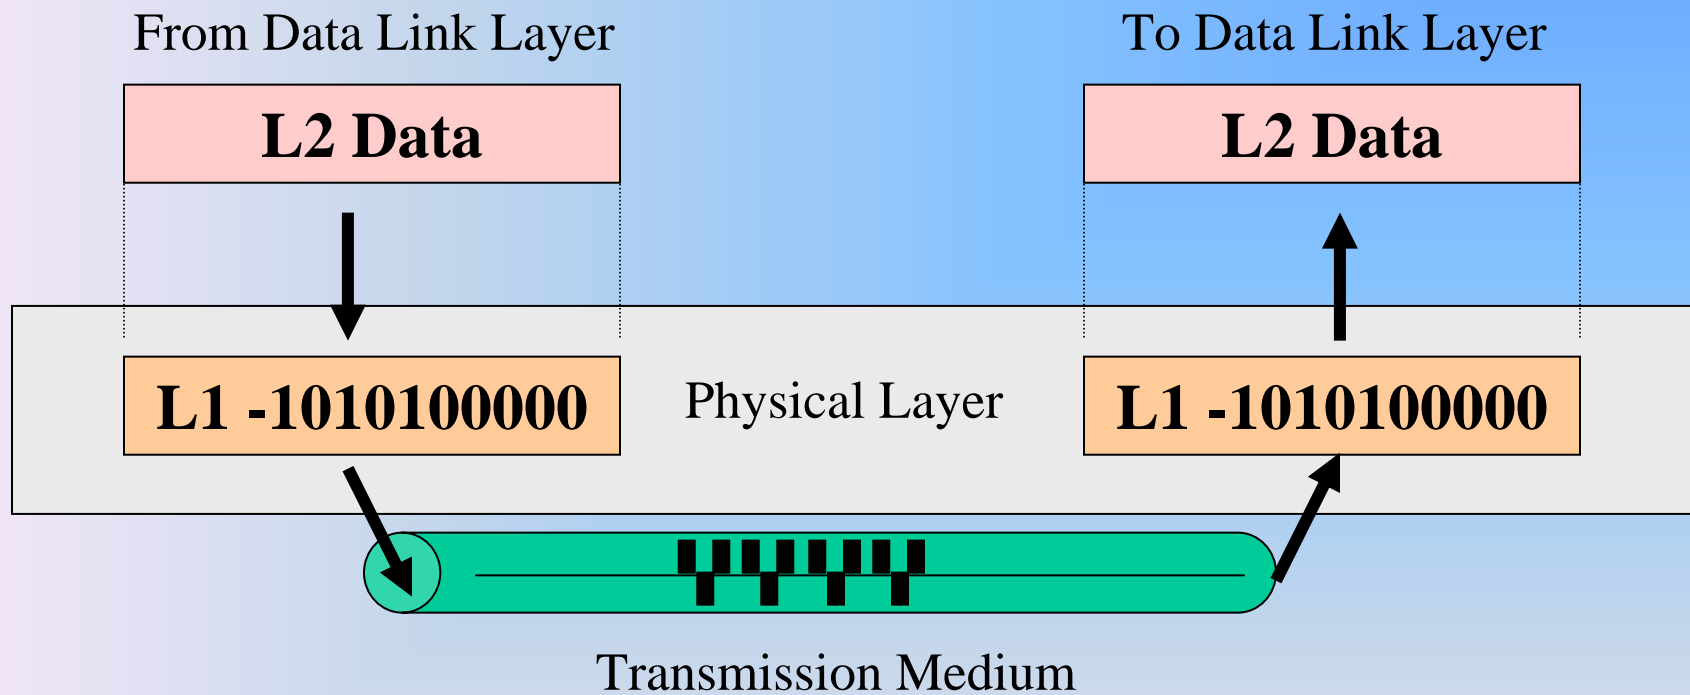 From Data Link Layer
To Data Link Layer
L2 Data
L2 Data
L1 -1010100000
Physical Layer
L1 -1010100000
Transmission Medium